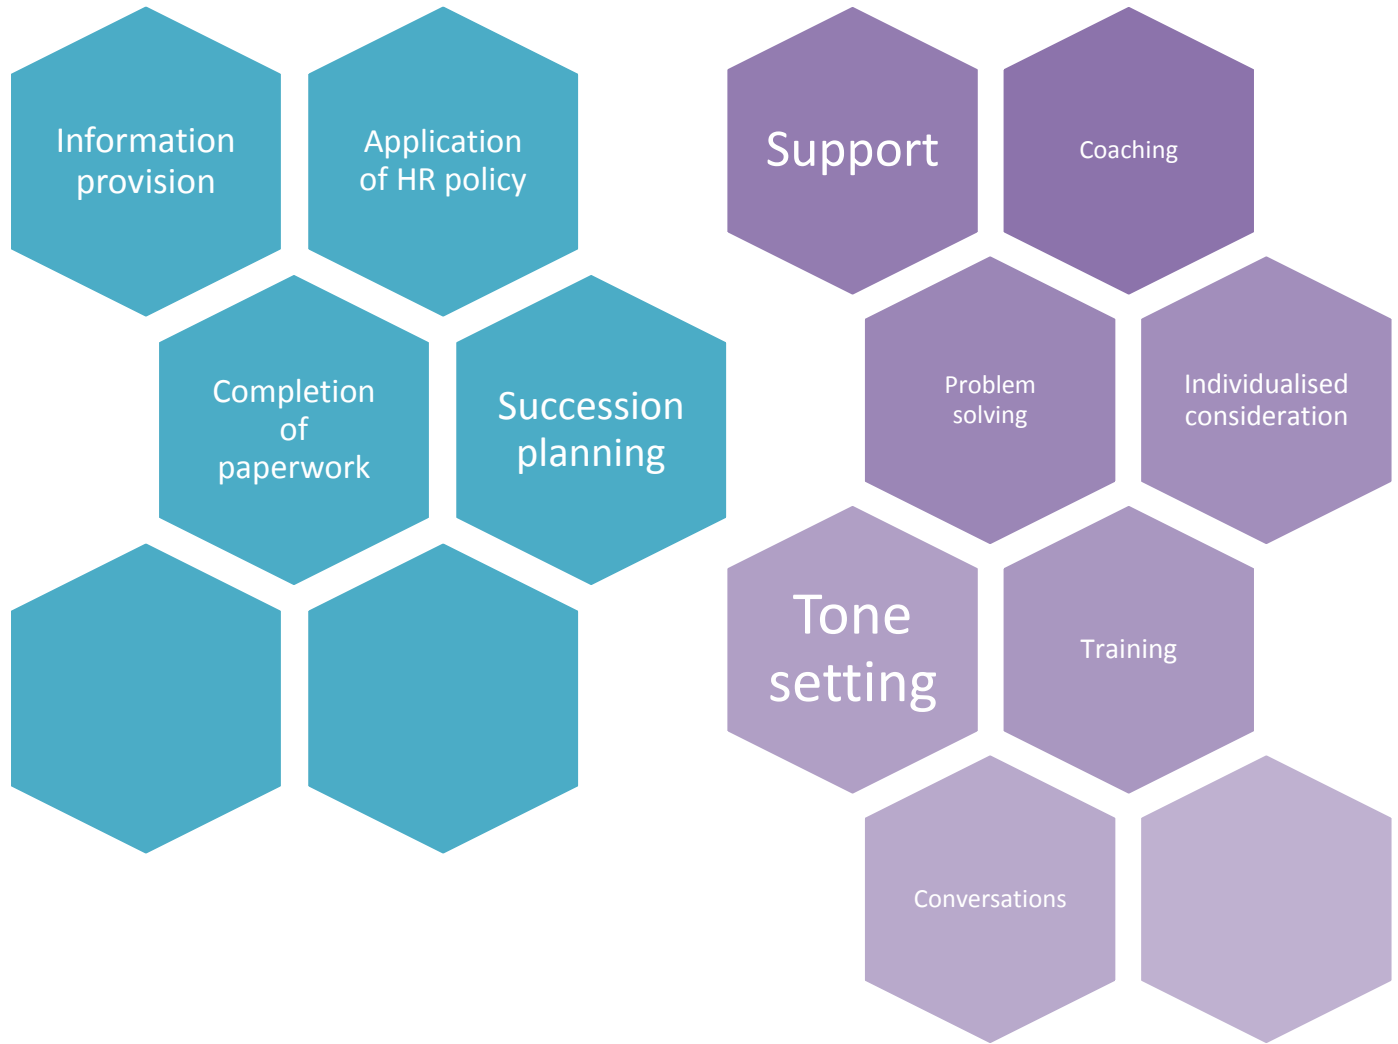 Information
provision
Application
of HR policy
Completion
of
paperwork
Succession
planning
Support
Coaching
Problem
solving
Individualised
consideration
Tone
setting
Training
Conversations